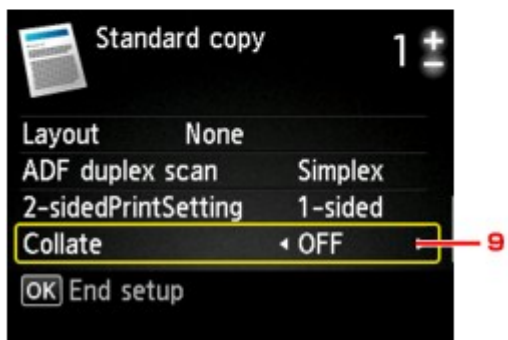 Standard copy 1
Layout None
ADF duplex scan Simplex
2-sidedPrintSetting 1-sided
Collate OFF 9
OK End setup